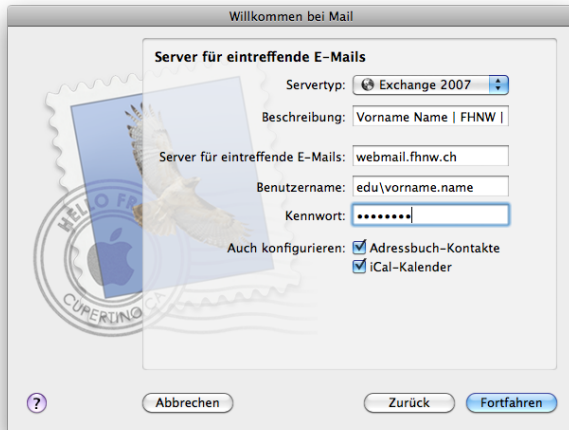 Willkommen bei Mail
Server für eintreffende E-Mails
Servertyp: Exchange 2007
Beschreibung: Vorname Name | FHNW |
Server für eintreffende E-Mails: webmail.fhnw.ch
Benutzername: edu\vorname.name
Kennwort: ••••••••
Auch konfigurieren: Adressbuch-Kontakte
iCal-Kalender
HELLO FR
CUPERTINO CA
?
Abbrechen
Zurück
Fortfahren